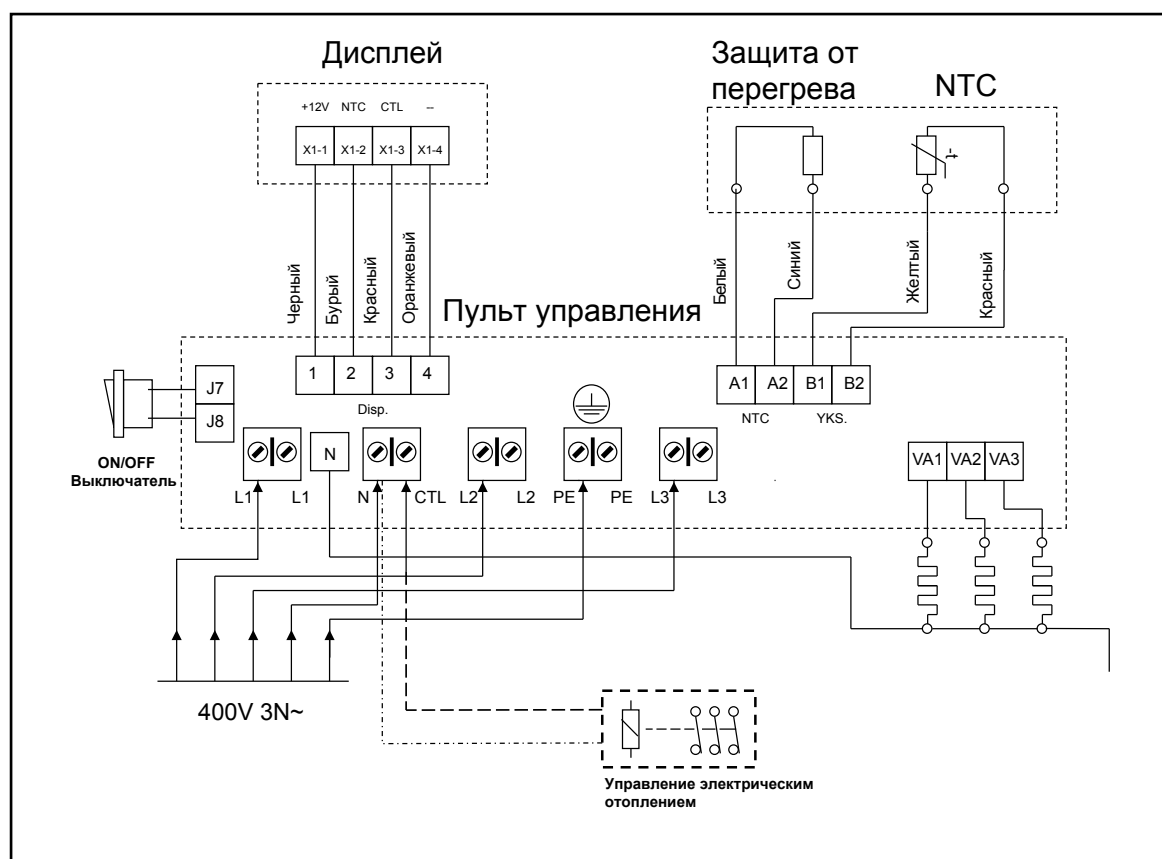 Дисплей
Защита от
перегрева
NTC
+12V NTC CTL --
X1-1 X1-2 X1-3 X1-4
-t
Черный
Бурый
Красный
Оранжевый
Белый
Синий
Желтый
Красный
Пульт управления
1 2 3 4
Disp.
A1 A2 B1 B2
NTC YKS.
J7
J8
ON/OFF
Выключатель
N
VA1 VA2 VA3
L1 L1 N CTL L2 L2 PE PE L3 L3
400V 3N~
Управление электрическим
отоплением